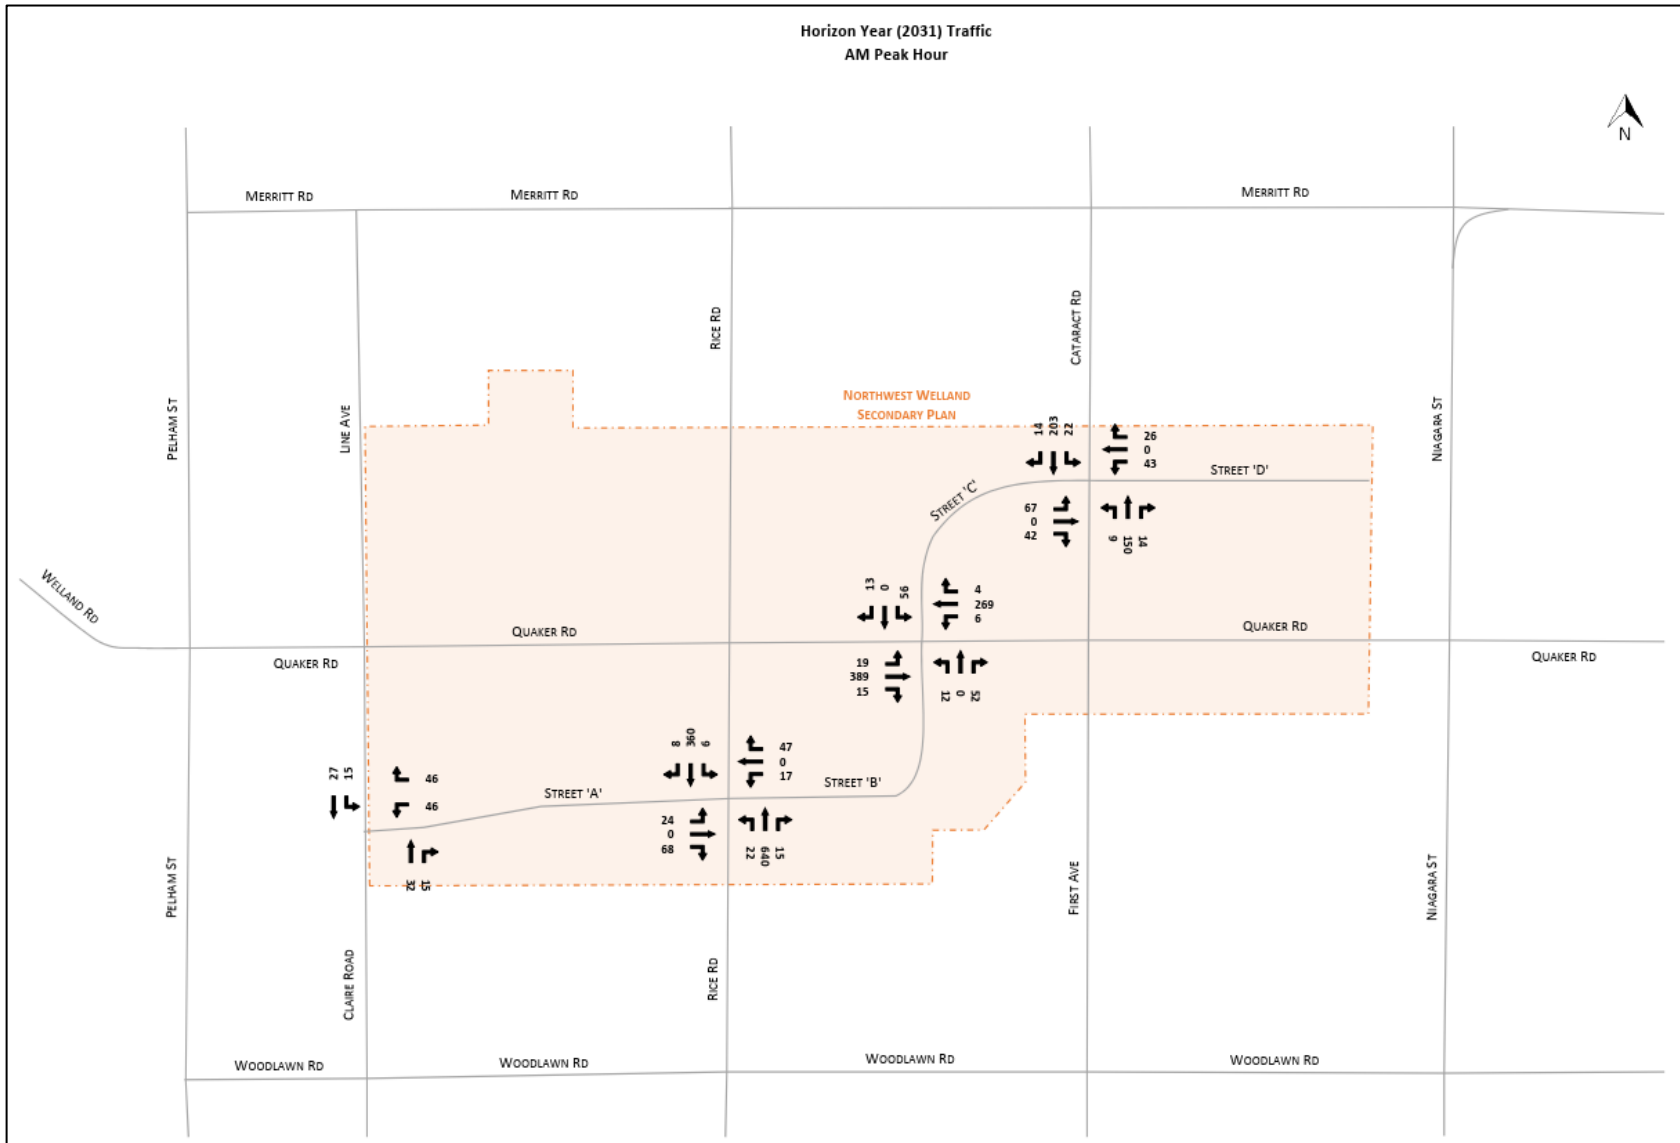 Horizon Year (2031) Traffic
AM Peak Hour
N
MERRITT RD
MERRITT RD
MERRITT RD
RICE RD
CATARACT RD
PELHAM ST
LINE AVE
NIAGARA ST
NORTHWEST WELLAND
SECONDARY PLAN
14 203 22
26
0
43
STREET 'D'
STREET 'C'
67
0
42
9 150 14
WELLAND RD
13 0 56
4
269
6
QUAKER RD
QUAKER RD
QUAKER RD
QUAKER RD
19
389
15
12 0 52
8 360 6
47
0
17
27 15
46
46
STREET 'A'
STREET 'B'
24
0
68
22 640 15
32 15
PELHAM ST
FIRST AVE
NIAGARA ST
CLAIRE ROAD
RICE RD
WOODLAWN RD
WOODLAWN RD
WOODLAWN RD
WOODLAWN RD